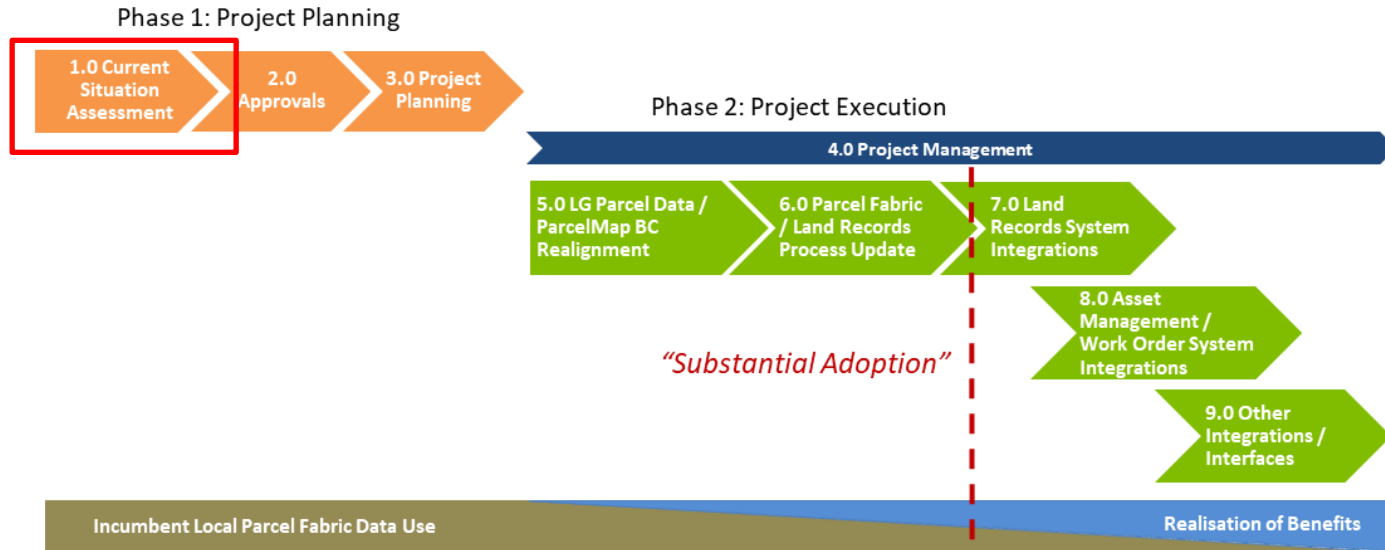 Phase 1: Project Planning
1.0 Current
Situation
Assessment
2.0
Approvals
3.0 Project
Planning
Phase 2: Project Execution
4.0 Project Management
5.0 LG Parcel Data /
ParcelMap BC
Realignment
6.0 Parcel Fabric
/ Land Records
Process Update
7.0 Land
Records System
Integrations
8.0 Asset
Management /
Work Order System
Integrations
“Substantial Adoption”
9.0 Other
Integrations /
Interfaces
Incumbent Local Parcel Fabric Data Use
Realisation of Benefits